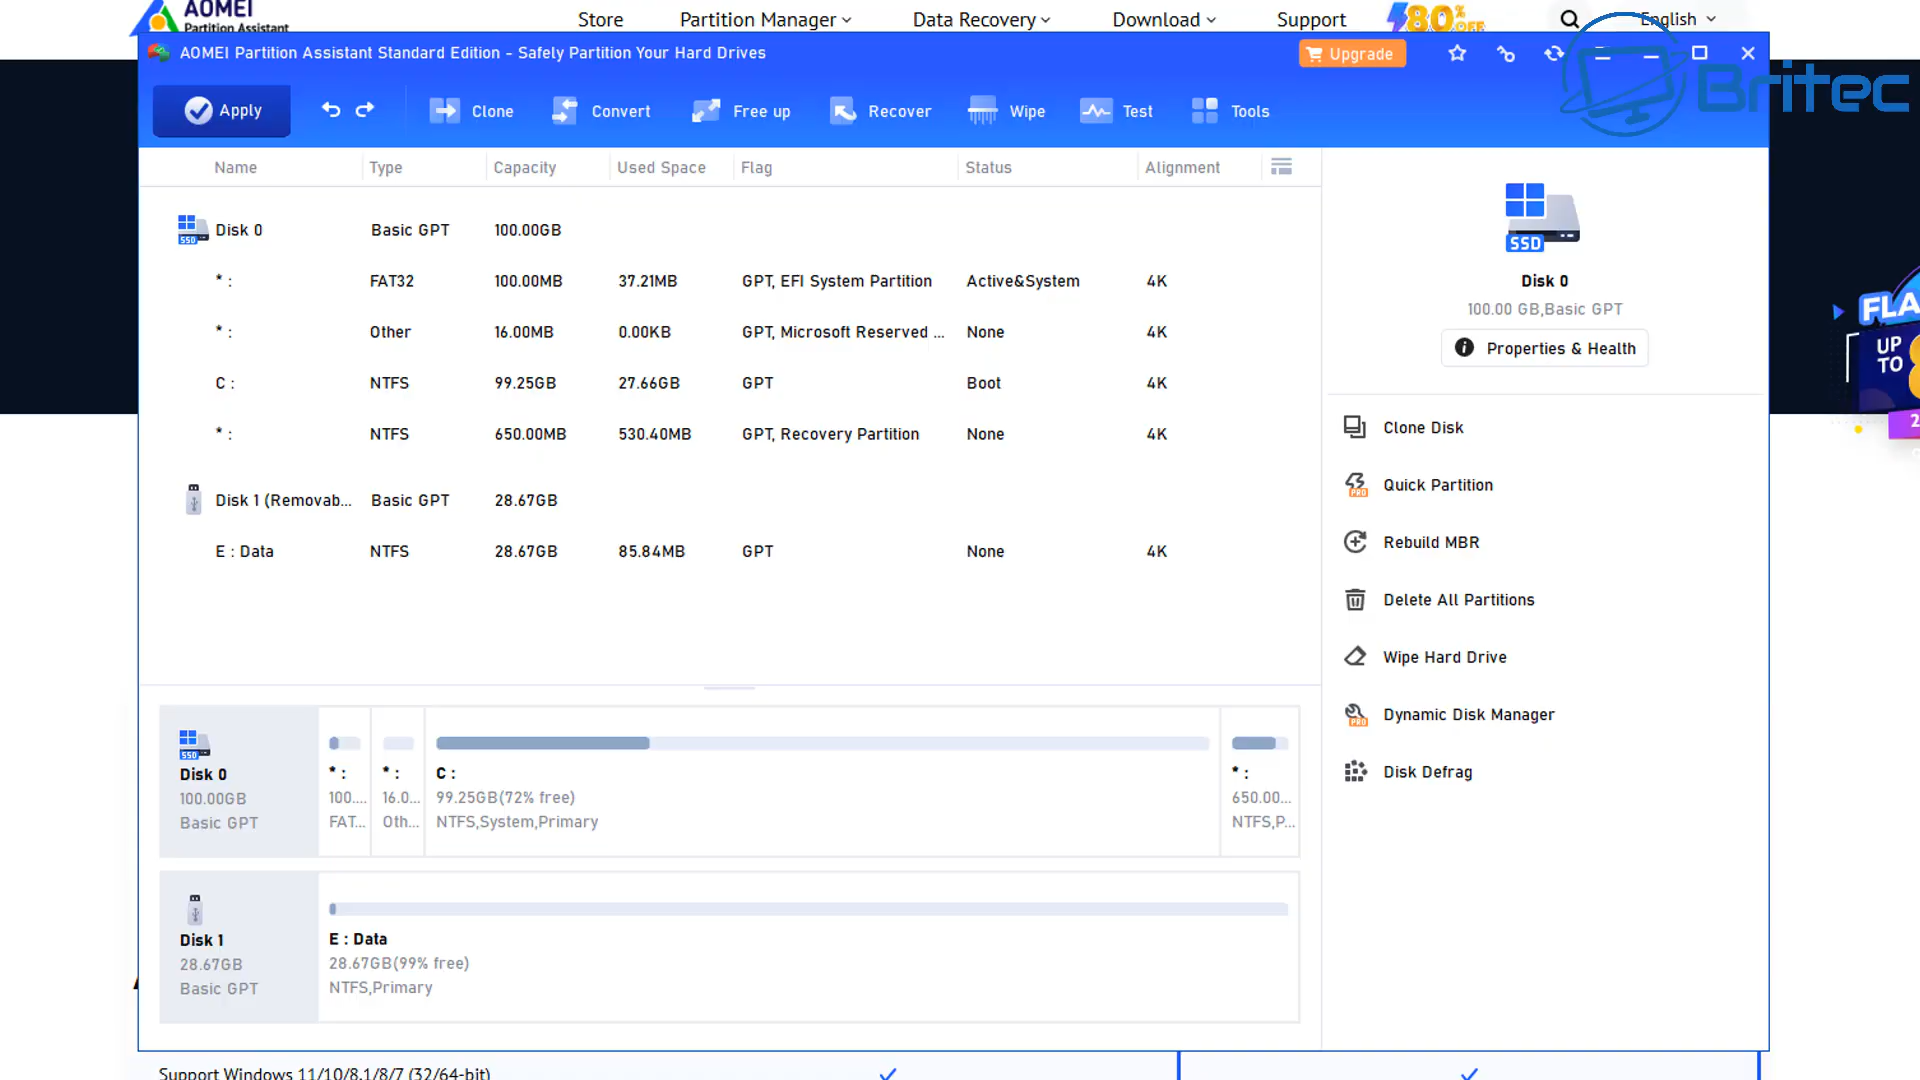 AOMEI
Partition Assistant
Store
Partition Manager
Data Recovery
Download
80% OFF
Support
English
AOMEI Partition Assistant Standard Edition - Safely Partition Your Hard Drives
Upgrade
Britec
Apply
Clone
Convert
Free up
Recover
Wipe
Test
Tools
Name Type Capacity Used Space Flag Status Alignment
SSD
Disk 0 Basic GPT 100.00GB
* : FAT32 100.00MB 37.21MB GPT, EFI System Partition Active&System 4K
* : Other 16.00MB 0.00KB GPT, Microsoft Reserved ... None 4K
C : NTFS 99.25GB 27.66GB GPT Boot 4K
* : NTFS 650.00MB 530.40MB GPT, Recovery Partition None 4K
Disk 1 (Removab... Basic GPT 28.67GB
E : Data NTFS 28.67GB 85.84MB GPT None 4K
SSD
Disk 0
100.00 GB,Basic GPT
Properties & Health
Clone Disk
PRO
Quick Partition
Rebuild MBR
Delete All Partitions
Wipe Hard Drive
PRO
Dynamic Disk Manager
Disk Defrag
FLA
UP
TO
SSD
Disk 0
100.00GB
Basic GPT
* :
100....
FAT...
* :
16.0...
Oth...
C :
99.25GB(72% free)
NTFS,System,Primary
* :
650.00...
NTFS,P...
Disk 1
28.67GB
Basic GPT
E : Data
28.67GB(99% free)
NTFS,Primary
Support Windows 11/10/8.1/8/7 (32/64-bit)